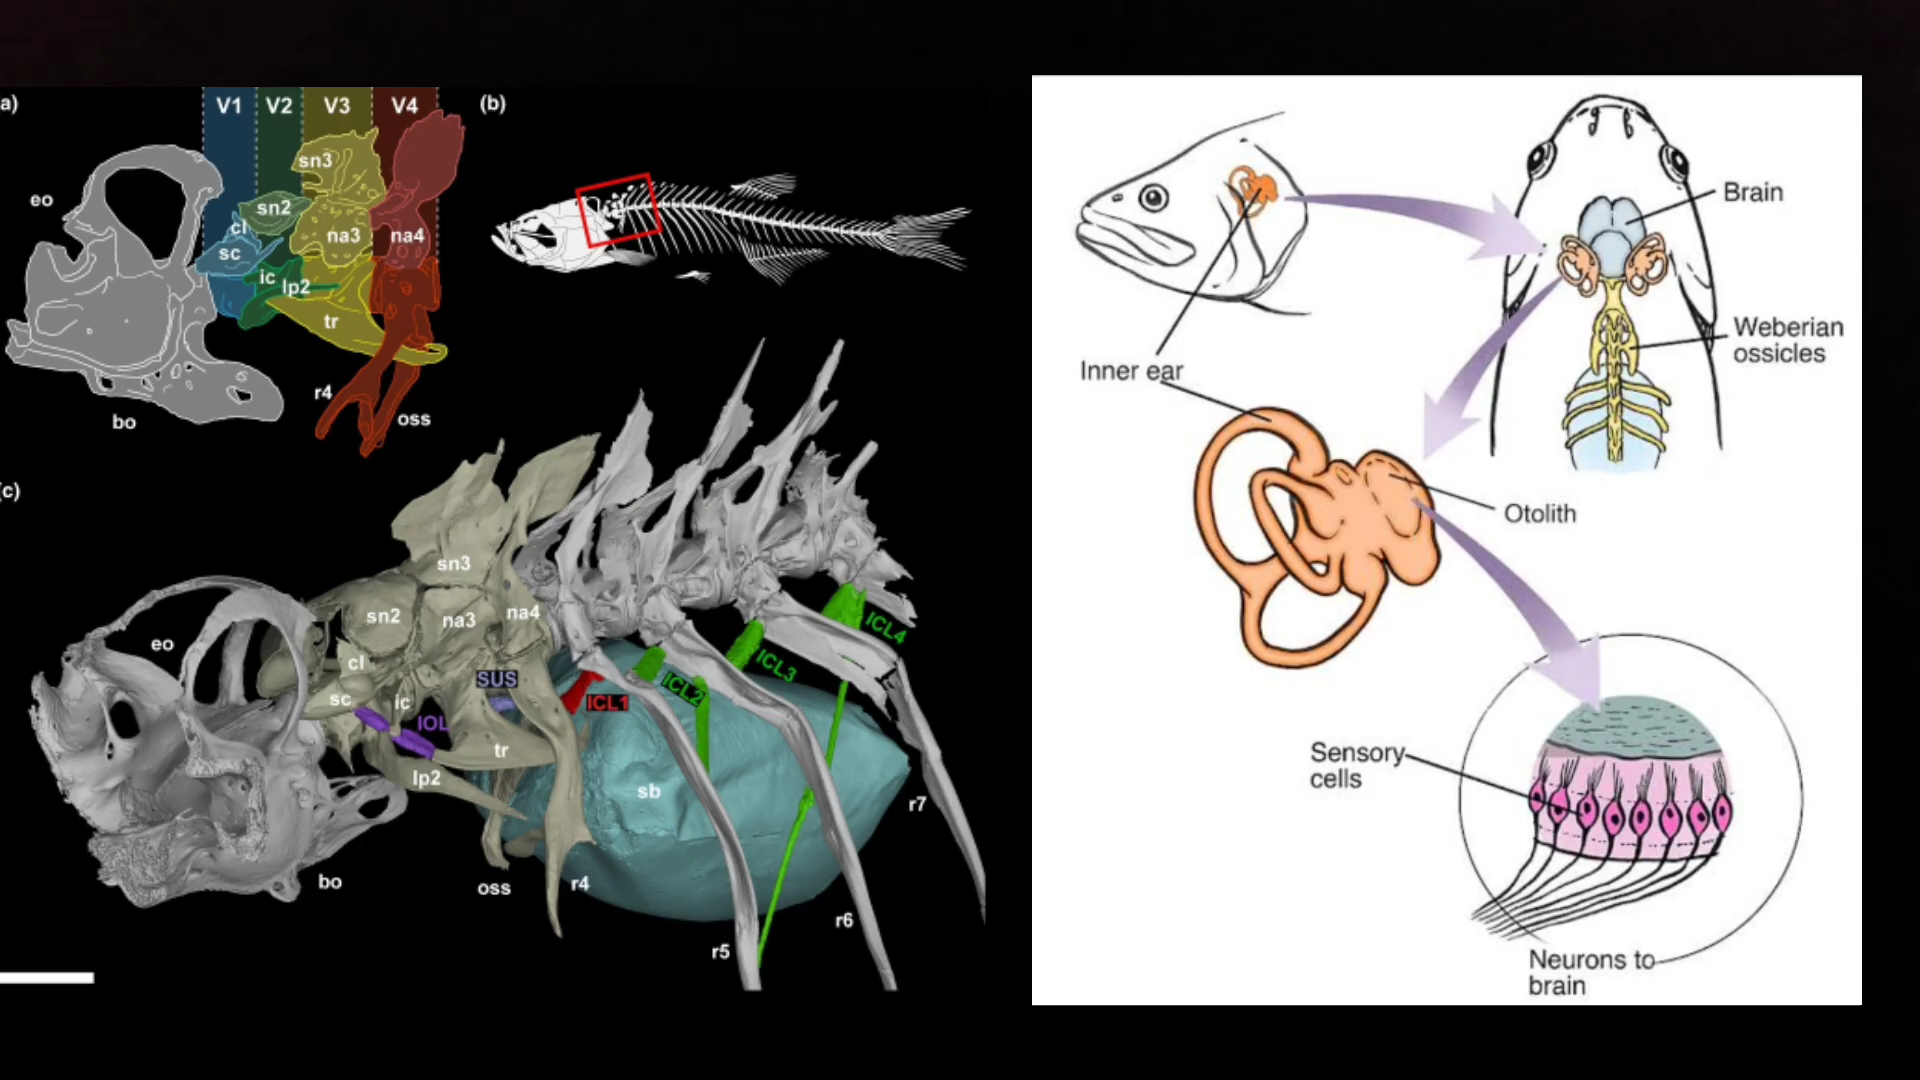 a)
V1
V2
V3
V4
sn3
eo
sn2
cl
na3
na4
sc
ic
lp2
tr
r4
oss
bo
(b)
(c)
sn3
sn2
na3
na4
eo
cl
SUS
sc
ic
IOL
tr
lp2
ICL1
ICL2
ICL3
ICL4
sb
r7
oss
r4
bo
r6
r5
Brain
Weberian
ossicles
Inner ear
Otolith
Sensory
cells
Neurons to
brain